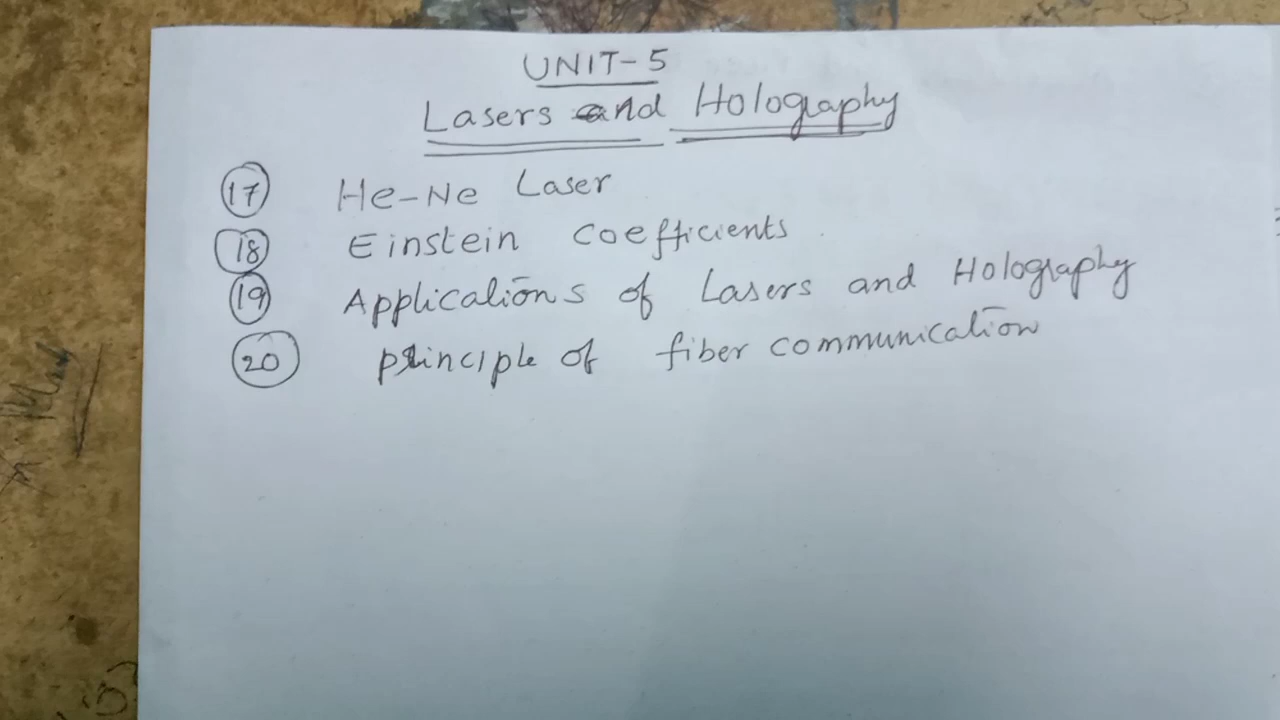 UNIT-5
Lasers and Holography
17 He-Ne Laser
18 Einstein coefficients
19 Applications of Lasers and Holography
20 principle of fiber communication